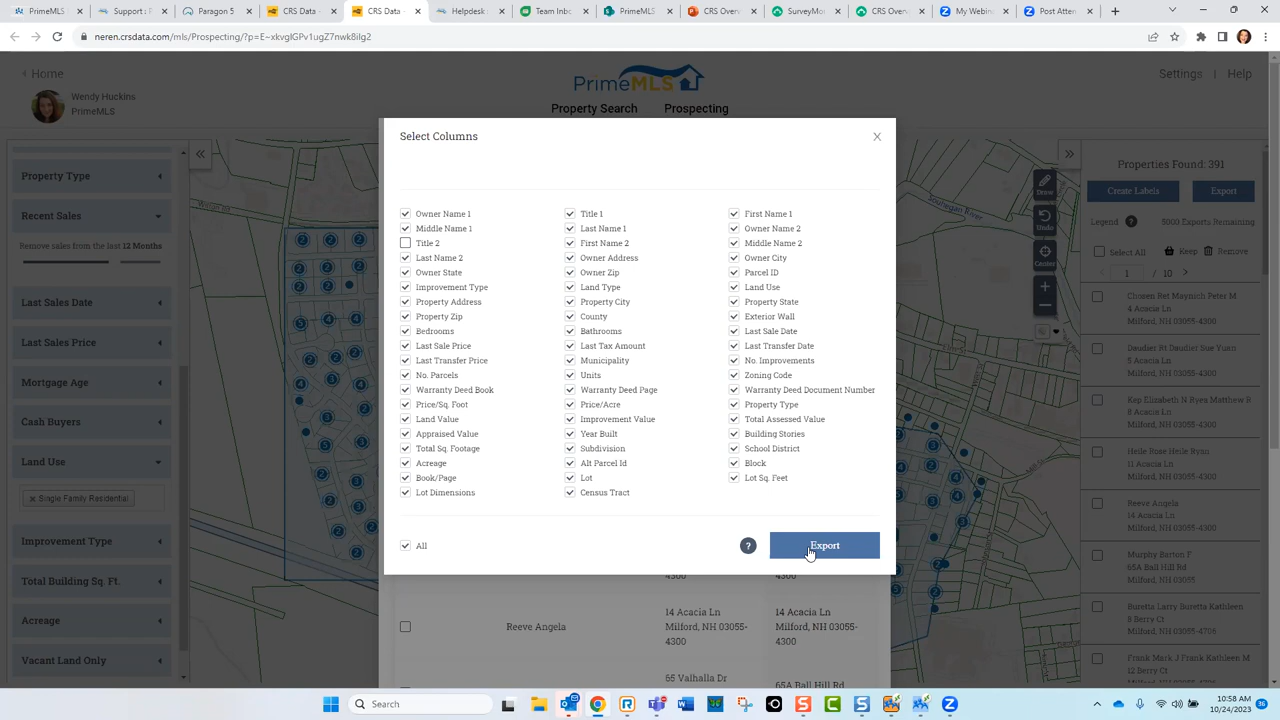 PrimeMLS
CRS Data -
Paragon 5
CRS Data
CRS Data
Helpdesk
Team Inbo
PrimeMLS
CRS Overv
SurveyMo
CRS Overv
My Webin
Post Atten
neren.crsdata.com/mls/Prospecting/?p=E~xkvglGPv1ugZ7nwk8ilg2
Home
Wendy Huckins
PrimeMLS
PrimeMLS
Property Search Prospecting
Settings | Help
Property Type
Recent Sales
Remove sales from the last 12 Months
Last Sales Date
Last Sales
Mortgage Age
Cash Buyers
Land Use
× Single Family Residential
Improvement Type
Total Building Sq. Ft.
Acreage
Vacant Land Only
Select Columns
Owner Name 1 Title 1 First Name 1
Middle Name 1 Last Name 1 Owner Name 2
Title 2 First Name 2 Middle Name 2
Last Name 2 Owner Address Owner City
Owner State Owner Zip Parcel ID
Improvement Type Land Type Land Use
Property Address Property City Property State
Property Zip County Exterior Wall
Bedrooms Bathrooms Last Sale Date
Last Sale Price Last Tax Amount Last Transfer Date
Last Transfer Price Municipality No. Improvements
No. Parcels Units Zoning Code
Warranty Deed Book Warranty Deed Page Warranty Deed Document Number
Price/Sq. Foot Price/Acre Property Type
Land Value Improvement Value Total Assessed Value
Appraised Value Year Built Building Stories
Total Sq. Footage Subdivision School District
Acreage Alt Parcel Id Block
Book/Page Lot Lot Sq. Feet
Lot Dimensions Census Tract
All ? Export
4300 4300
Reeve Angela
14 Acacia Ln
Milford, NH 03055-
4300
14 Acacia Ln
Milford, NH 03055-
4300
65 Valhalla Dr
65A Ball Hill Rd
Souhegan River
Draw
Undo
Center
Properties Found: 391
Create Labels Export
Legend ? 8000 Exports Remaining
Select All Keep Remove
1 / 10
Chosen Bet Maymich Peter M
4 Acacia Ln
Milford, NH 03055-4300
5 Acacia Ln
Milford, NH 03055-4300
Kep Elizabeth N Ryea Matthew B
8 Acacia Ln
Milford, NH 03055-4300
Heile Rose Heile Ryan
11 Acacia Ln
Milford, NH 03055-4300
Reeve Angela
14 Acacia Ln
Milford, NH 03055-4300
Murphy Barton F
65A Ball Hill Rd
Milford, NH 03055
Buretta Larry Buretta Kathleen
8 Berry Ct
Milford, NH 03055-4706
Frank Mark J Frank Kathleen M
12 Berry Ct
Search
10:58 AM
10/24/2023
36